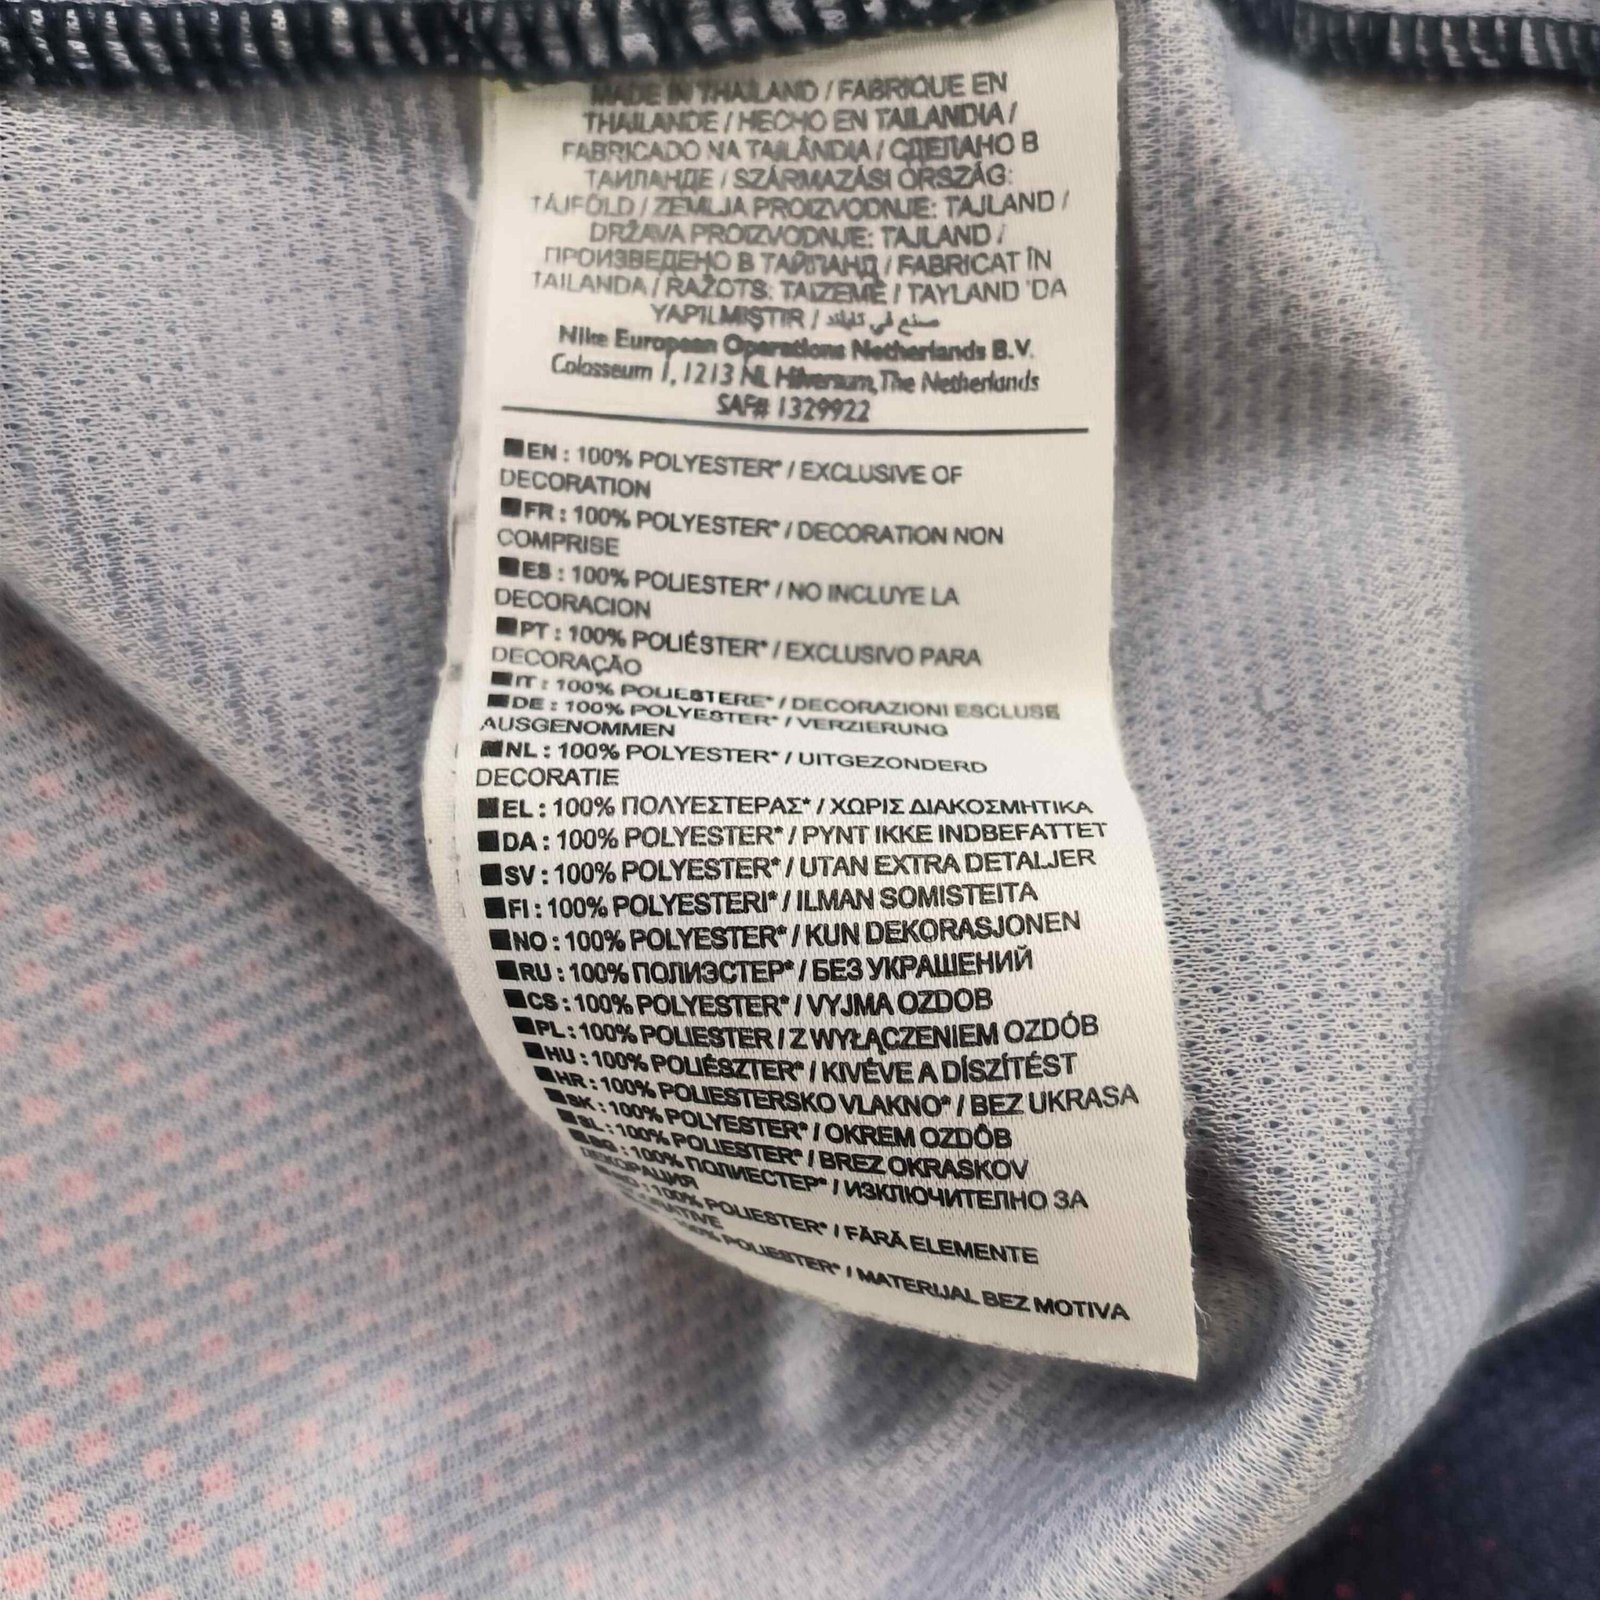 MADE IN THAILAND / FABRIQUE EN
THAILANDE / HECHO EN TAILANDIA /
FABRICADO NA TAILÂNDIA / СДЕЛАНО В
ТАИЛАНДЕ / SZÁRMAZÁSI ORSZÁG:
TAJFÖLD / ZEMLJA PROIZVODNJE: TAJLAND /
DRŽAVA PROIZVODNJE: TAJLAND /
ПРОИЗВЕДЕНО В ТАЙЛАНД / FABRICAT ÎN
TAILANDA / RAŽOTS: TAIZEME / TAYLAND 'DA
YAPILMIŞTIR / صنع في
Nike European Operations Netherlands B.V.
Colosseum 1, 1213 NL Hilversum, The Netherlands
SAF# 1329922
EN : 100% POLYESTER* / EXCLUSIVE OF
DECORATION
FR : 100% POLYESTER* / DECORATION NON
COMPRISE
ES : 100% POLIESTER* / NO INCLUYE LA
DECORACION
PT : 100% POLIÉSTER* / EXCLUSIVO PARA
DECORAÇÃO
IT : 100% POLIESTERE* / DECORAZIONI ESCLUSE
DE : 100% POLYESTER* / VERZIERUNG
AUSGENOMMEN
NL : 100% POLYESTER* / UITGEZONDERD
DECORATIE
EL : 100% ΠΟΛΥΕΣΤΕΡΑΣ* / ΧΩΡΙΣ ΔΙΑΚΟΣΜΗΤΙΚΑ
DA : 100% POLYESTER* / PYNT IKKE INDBEFATTET
SV : 100% POLYESTER* / UTAN EXTRA DETALJER
FI : 100% POLYESTERI* / ILMAN SOMISTEITA
NO : 100% POLYESTER* / KUN DEKORASJONEN
RU : 100% ПОЛИЭСТЕР* / БЕЗ УКРАШЕНИЙ
CS : 100% POLYESTER* / VYJMA OZDOB
PL : 100% POLIESTER / Z WYŁĄCZENIEM OZDÓB
HU : 100% POLIÉSZTER* / KIVÉVE A DÍSZÍTÉST
HR : 100% POLIESTERSKO VLAKNO* / BEZ UKRASA
SK : 100% POLYESTER* / OKREM OZDÔB
SL : 100% POLIESTER* / BREZ OKRASKOV
BG : 100% ПОЛИЕСТЕР* / ИЗКЛЮЧИТЕЛНО ЗА
ДЕКОРАЦИЯ
100% POLIESTER* / FĂRĂ ELEMENTE
100% POLIESTER* / MATERIJAL BEZ MOTIVA